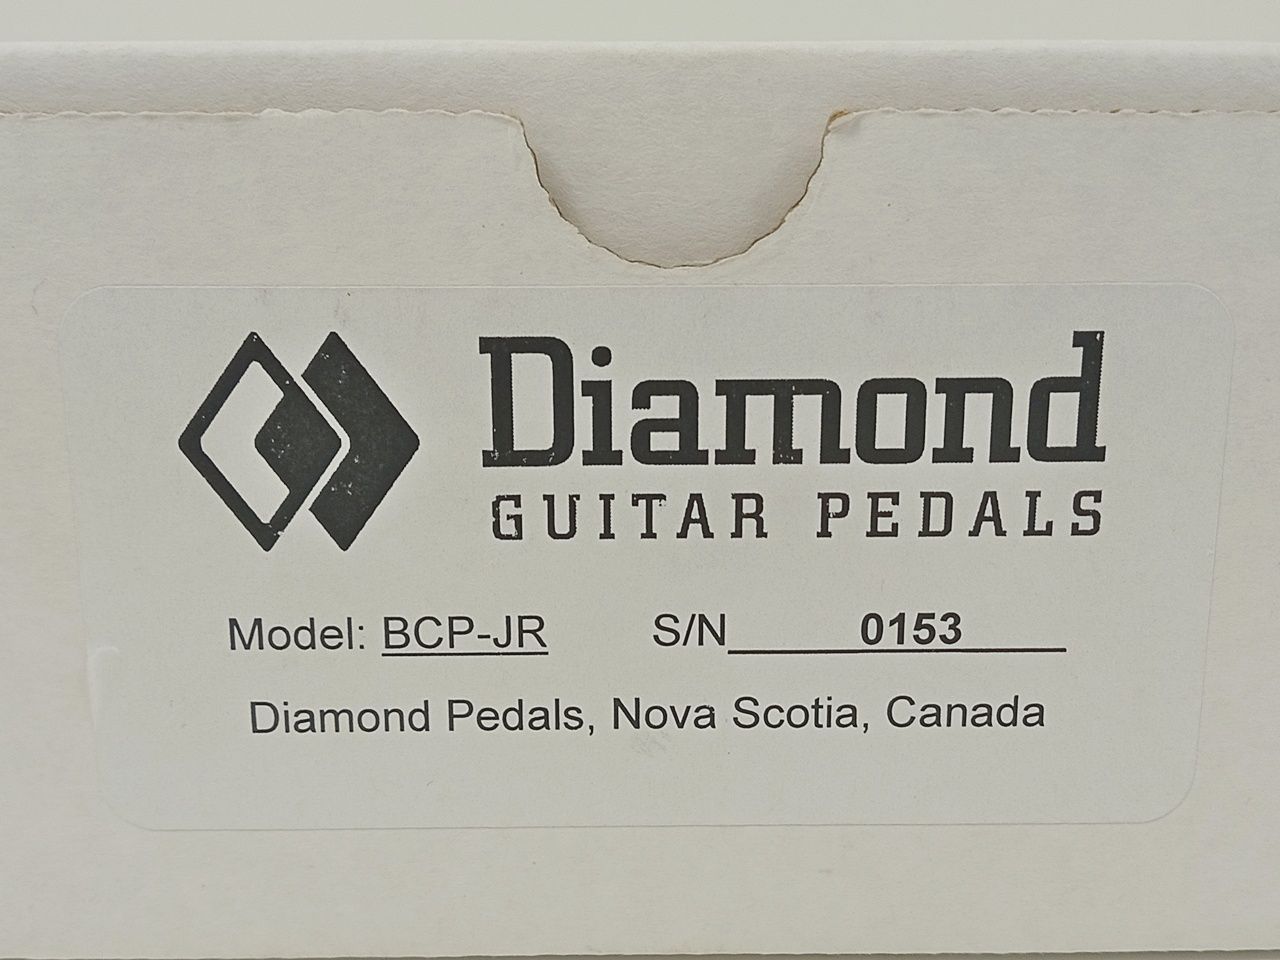 Diamond
GUITAR PEDALS
Model: BCP-JR S/N 0153
Diamond Pedals, Nova Scotia, Canada